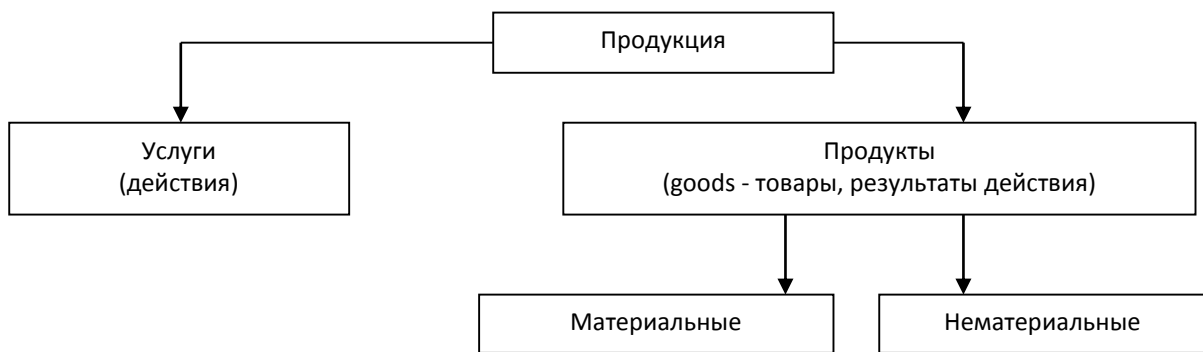 Продукция
Услуги
(действия)
Продукты
(goods - товары, результаты действия)
Материальные
Нематериальные